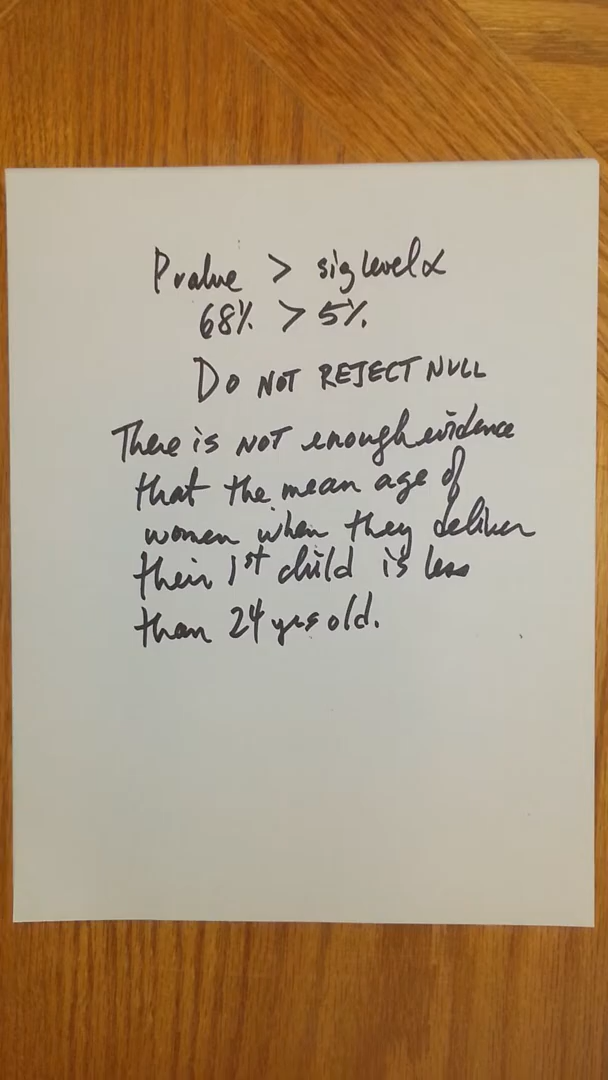 Pvalue > sig level α
68% > 5%
DO NOT REJECT NULL
There is NOT enough evidence
that the mean age of
women when they deliver
their 1st child is less
than 24 yrs old.